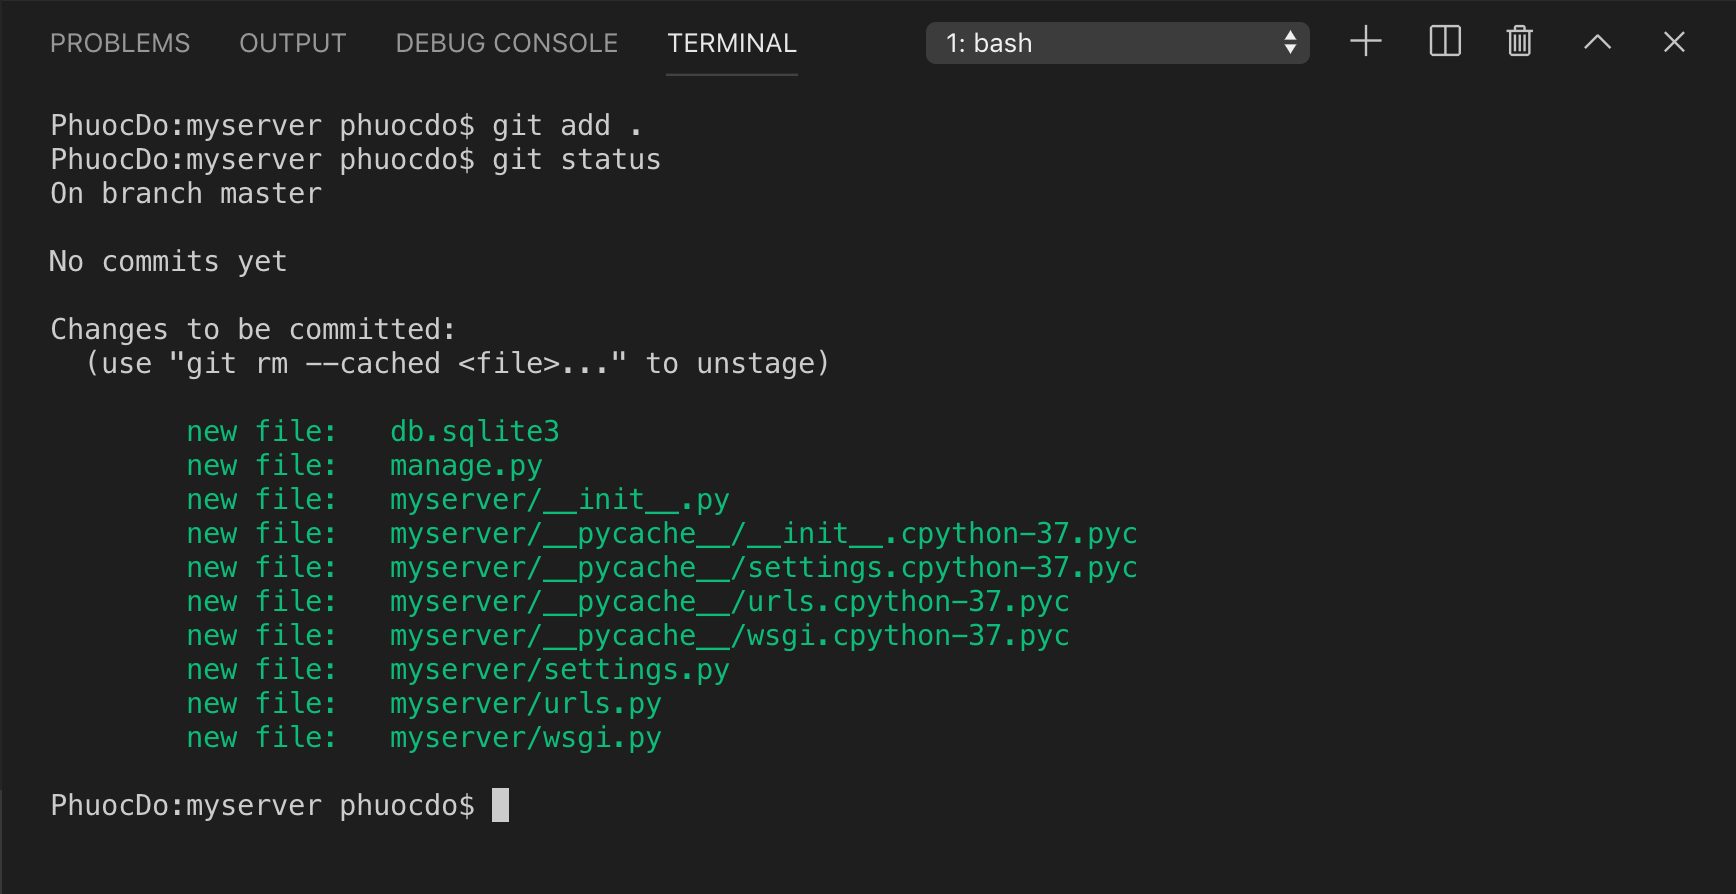 PROBLEMS OUTPUT DEBUG CONSOLE TERMINAL 1: bash
PhuocDo:myserver phuocdo$ git add .
PhuocDo:myserver phuocdo$ git status
On branch master
No commits yet
Changes to be committed:
  (use "git rm --cached <file>..." to unstage)
        new file:   db.sqlite3
        new file:   manage.py
        new file:   myserver/__init__.py
        new file:   myserver/__pycache__/__init__.cpython-37.pyc
        new file:   myserver/__pycache__/settings.cpython-37.pyc
        new file:   myserver/__pycache__/urls.cpython-37.pyc
        new file:   myserver/__pycache__/wsgi.cpython-37.pyc
        new file:   myserver/settings.py
        new file:   myserver/urls.py
        new file:   myserver/wsgi.py
PhuocDo:myserver phuocdo$